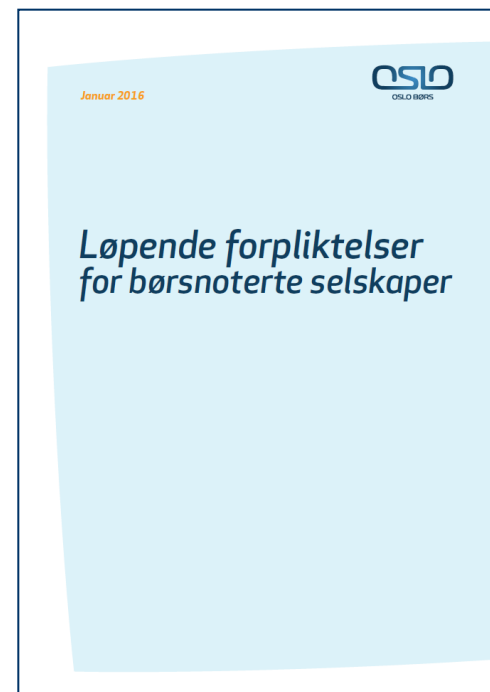 Januar 2016
OSLO
OSLO BØRS
Løpende forpliktelser
for børsnoterte selskaper